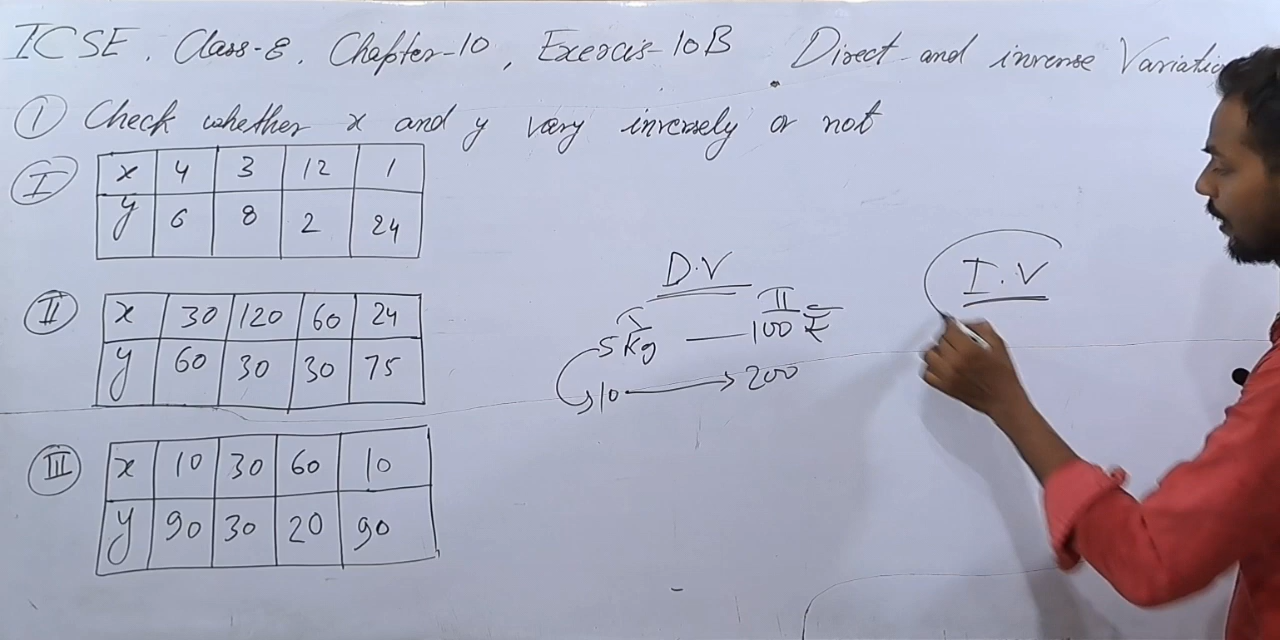 ICSE, Class-8, Chapter-10, Exercis-10B Direct and inverse Variation
① Check whether x and y vary inversely or not
I
x 4 3 12 1
y 6 8 2 24
II
x 30 120 60 24
y 60 30 30 75
III
x 10 30 60 10
y 90 30 20 90
D.V
I II
5 kg — 100 ₹
10 → 200
I.V